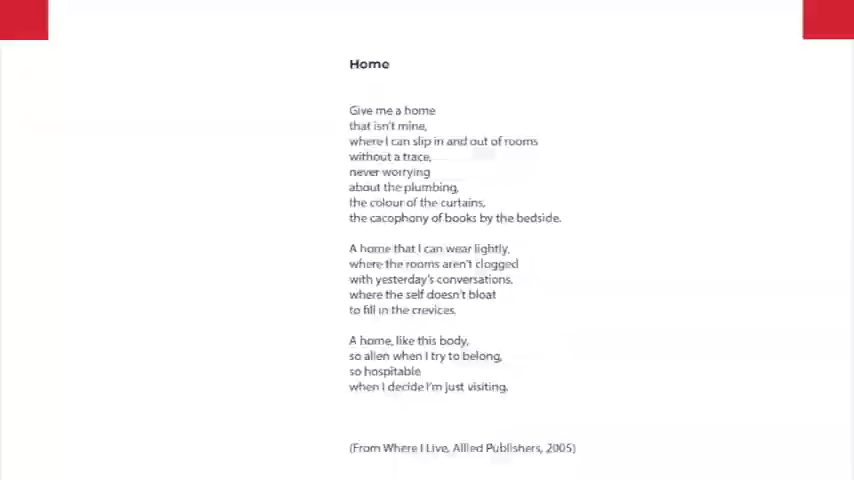 Home
Give me a home
that isn't mine,
where I can slip in and out of rooms
without a trace,
never worrying
about the plumbing,
the colour of the curtains,
the cacophony of books by the bedside.
A home that I can wear lightly,
where the rooms aren't clogged
with yesterday's conversations,
where the self doesn't bloat
to fill in the crevices.
A home, like this body,
so alien when I try to belong,
so hospitable
when I decide I'm just visiting.
(From Where I Live, Allied Publishers, 2005)